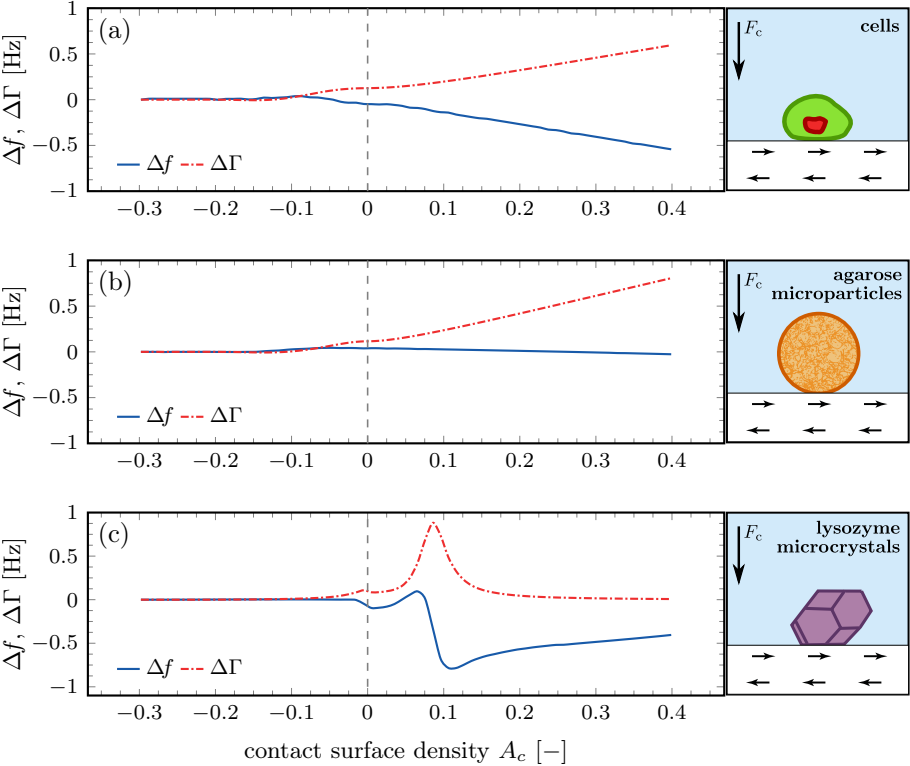 (a)
1
0.5
0
−0.5
−1
Δf, ΔΓ [Hz]
Δf ΔΓ
−0.3 −0.2 −0.1 0 0.1 0.2 0.3 0.4
F_c
cells
(b)
1
0.5
0
−0.5
−1
Δf, ΔΓ [Hz]
Δf ΔΓ
−0.3 −0.2 −0.1 0 0.1 0.2 0.3 0.4
F_c
agarose
microparticles
(c)
1
0.5
0
−0.5
−1
Δf, ΔΓ [Hz]
Δf ΔΓ
−0.3 −0.2 −0.1 0 0.1 0.2 0.3 0.4
F_c
lysozyme
microcrystals
contact surface density A_c [−]